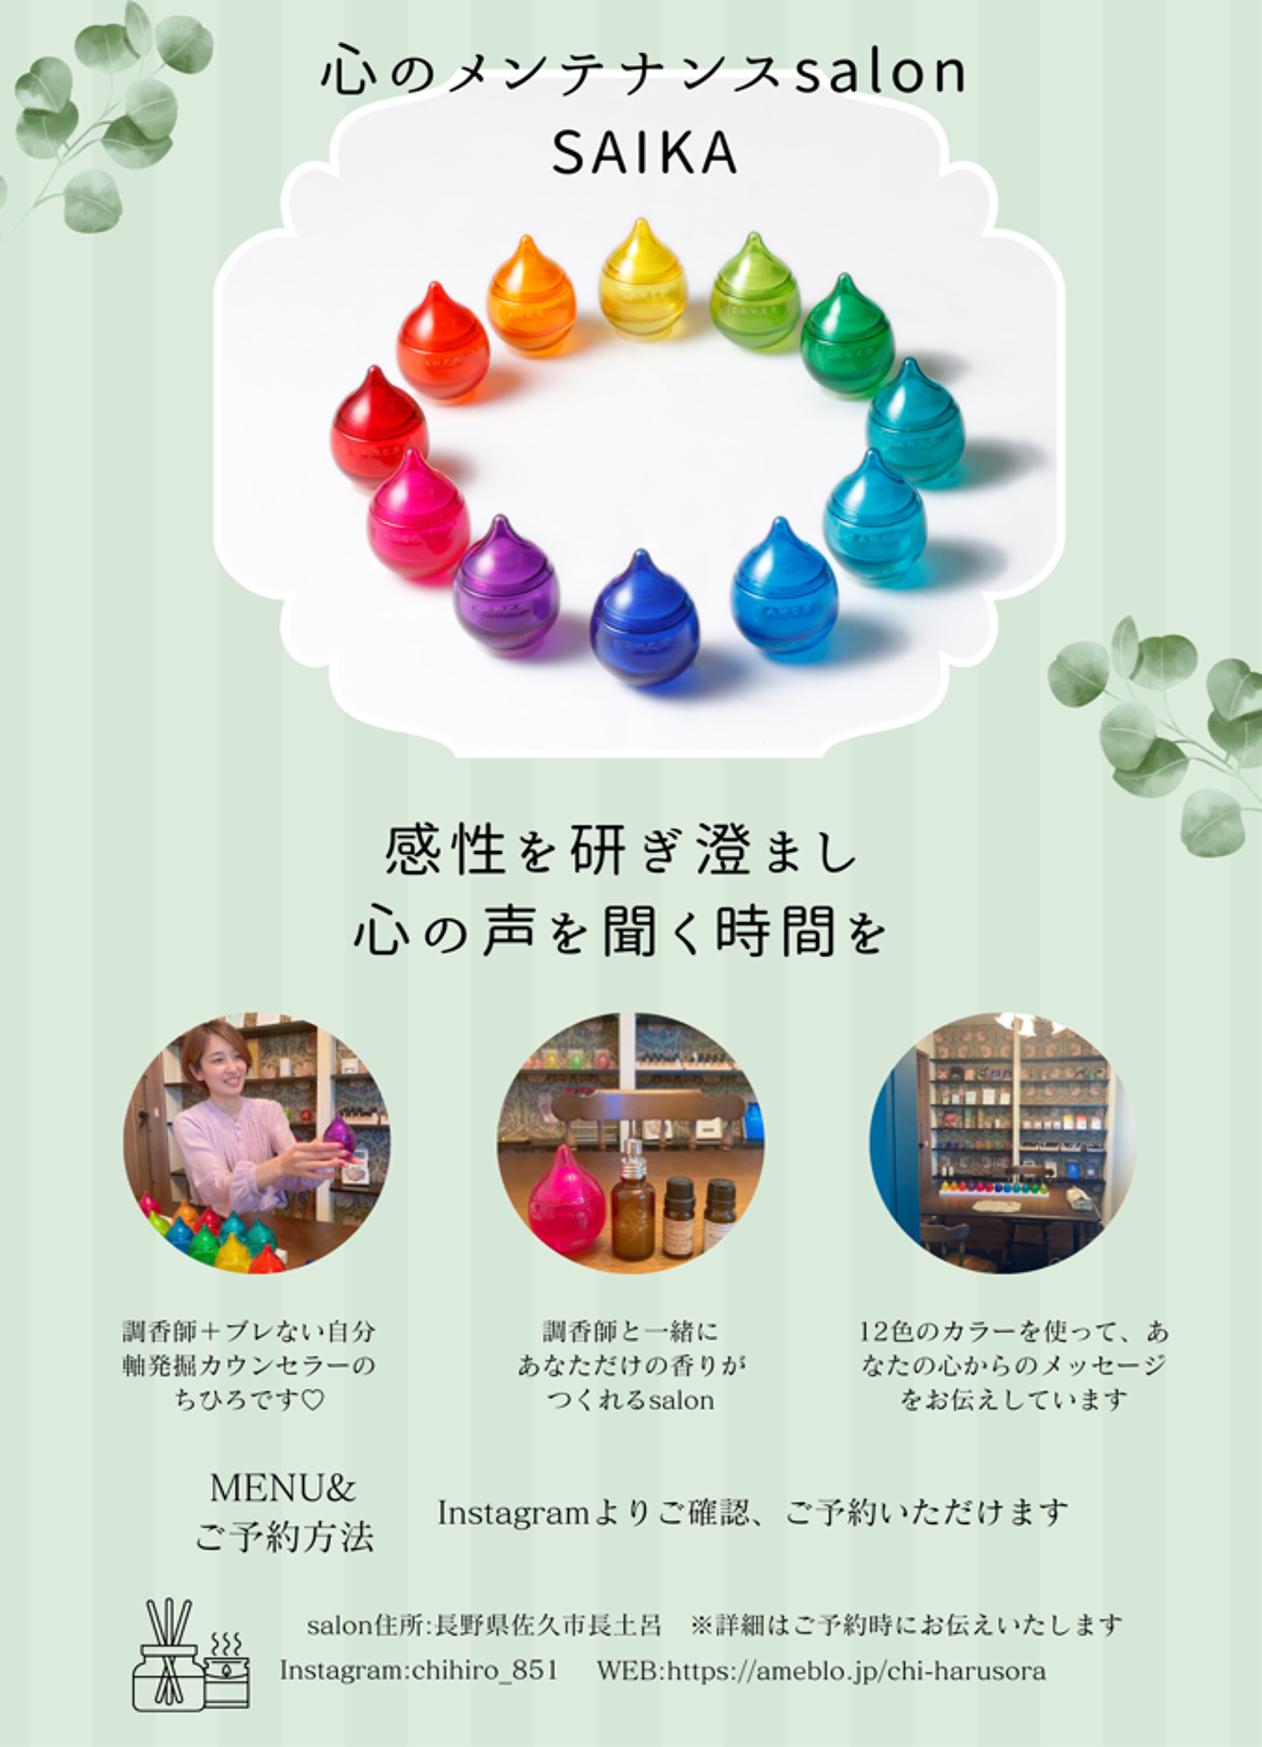 心のメンテナンスsalon
SAIKA
感性を研ぎ澄まし
心の声を聞く時間を
調香師＋ブレない自分
軸発掘カウンセラーの
ちひろです♡
調香師と一緒に
あなただけの香りが
つくれるsalon
12色のカラーを使って、あ
なたの心からのメッセージ
をお伝えしています
MENU&
ご予約方法
Instagramよりご確認、ご予約いただけます
salon住所:長野県佐久市長土呂　※詳細はご予約時にお伝えいたします
Instagram:chihiro_851　WEB:https://ameblo.jp/chi-harusora